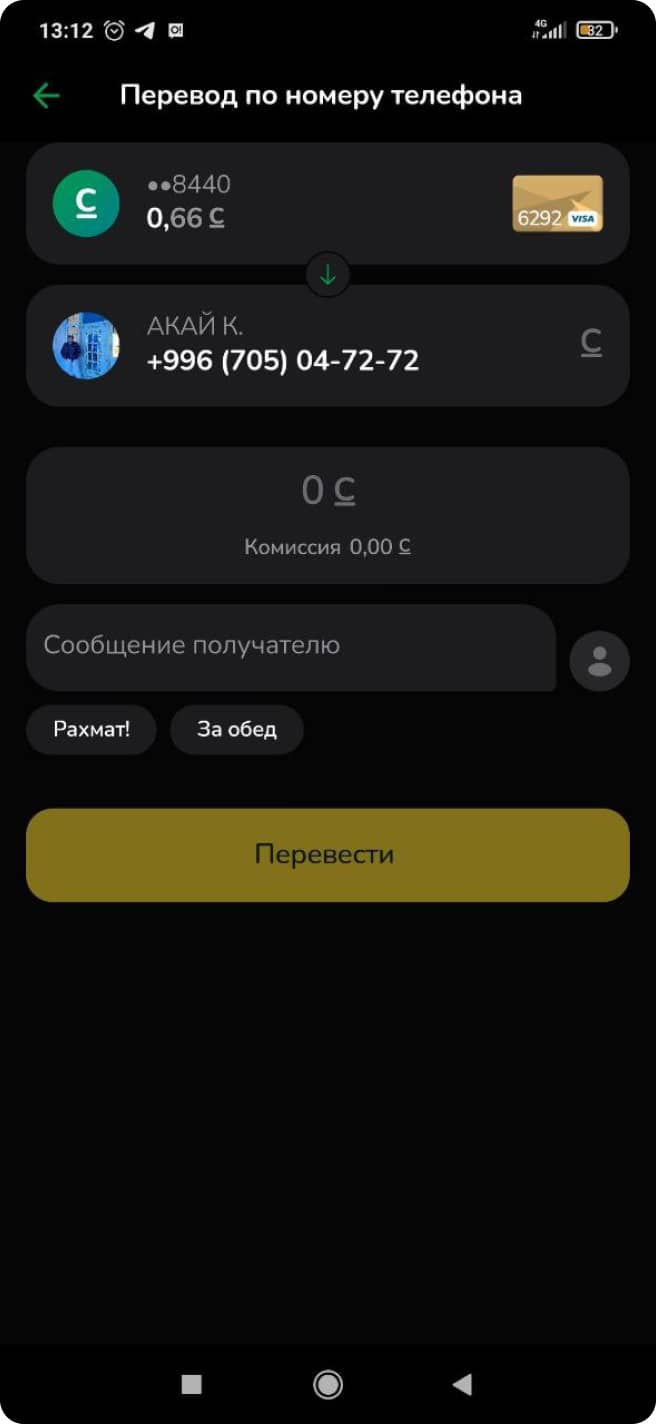 13:12
4G
32
Перевод по номеру телефона
С
••8440
0,66 С
6292 VISA
АКАЙ К.
+996 (705) 04-72-72
С
0 С
Комиссия 0,00 С
Сообщение получателю
Рахмат!
За обед
Перевести